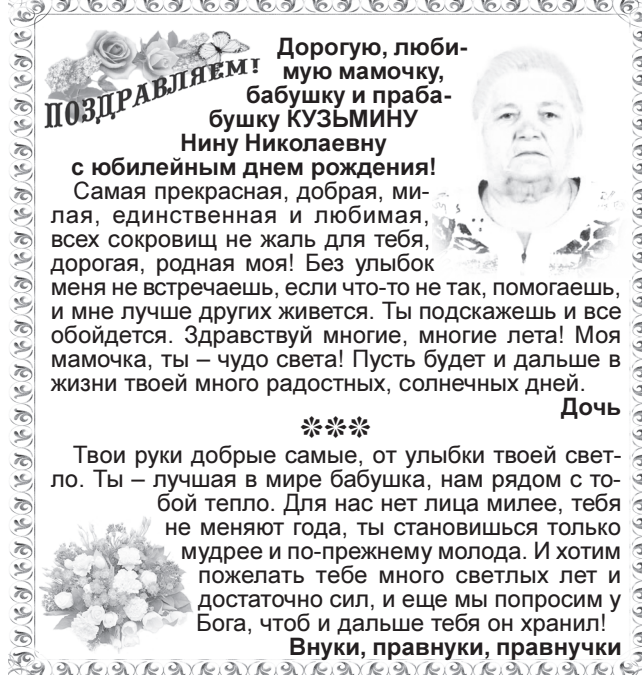 ПОЗДРАВЛЯЕМ!
Дорогую, люби-
мую мамочку,
бабушку и праба-
бушку КУЗЬМИНУ
Нину Николаевну
с юбилейным днем рождения!
Самая прекрасная, добрая, ми-
лая, единственная и любимая,
всех сокровищ не жаль для тебя,
дорогая, родная моя! Без улыбок
меня не встречаешь, если что-то не так, помогаешь,
и мне лучше других живется. Ты подскажешь и все
обойдется. Здравствуй многие, многие лета! Моя
мамочка, ты – чудо света! Пусть будет и дальше в
жизни твоей много радостных, солнечных дней.
Дочь
***
Твои руки добрые самые, от улыбки твоей свет-
ло. Ты – лучшая в мире бабушка, нам рядом с то-
бой тепло. Для нас нет лица милее, тебя
не меняют года, ты становишься только
мудрее и по-прежнему молода. И хотим
пожелать тебе много светлых лет и
достаточно сил, и еще мы попросим у
Бога, чтоб и дальше тебя он хранил!
Внуки, правнуки, правнучки